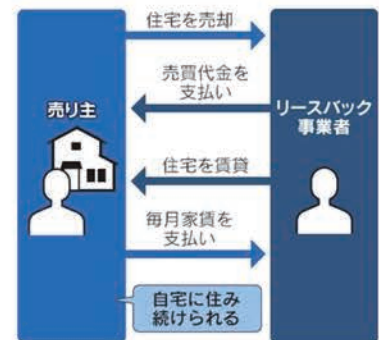 住宅を売却
売買代金を
支払い
売り主
リースバック
事業者
住宅を賃貸
毎月家賃を
支払い
自宅に住み
続けられる